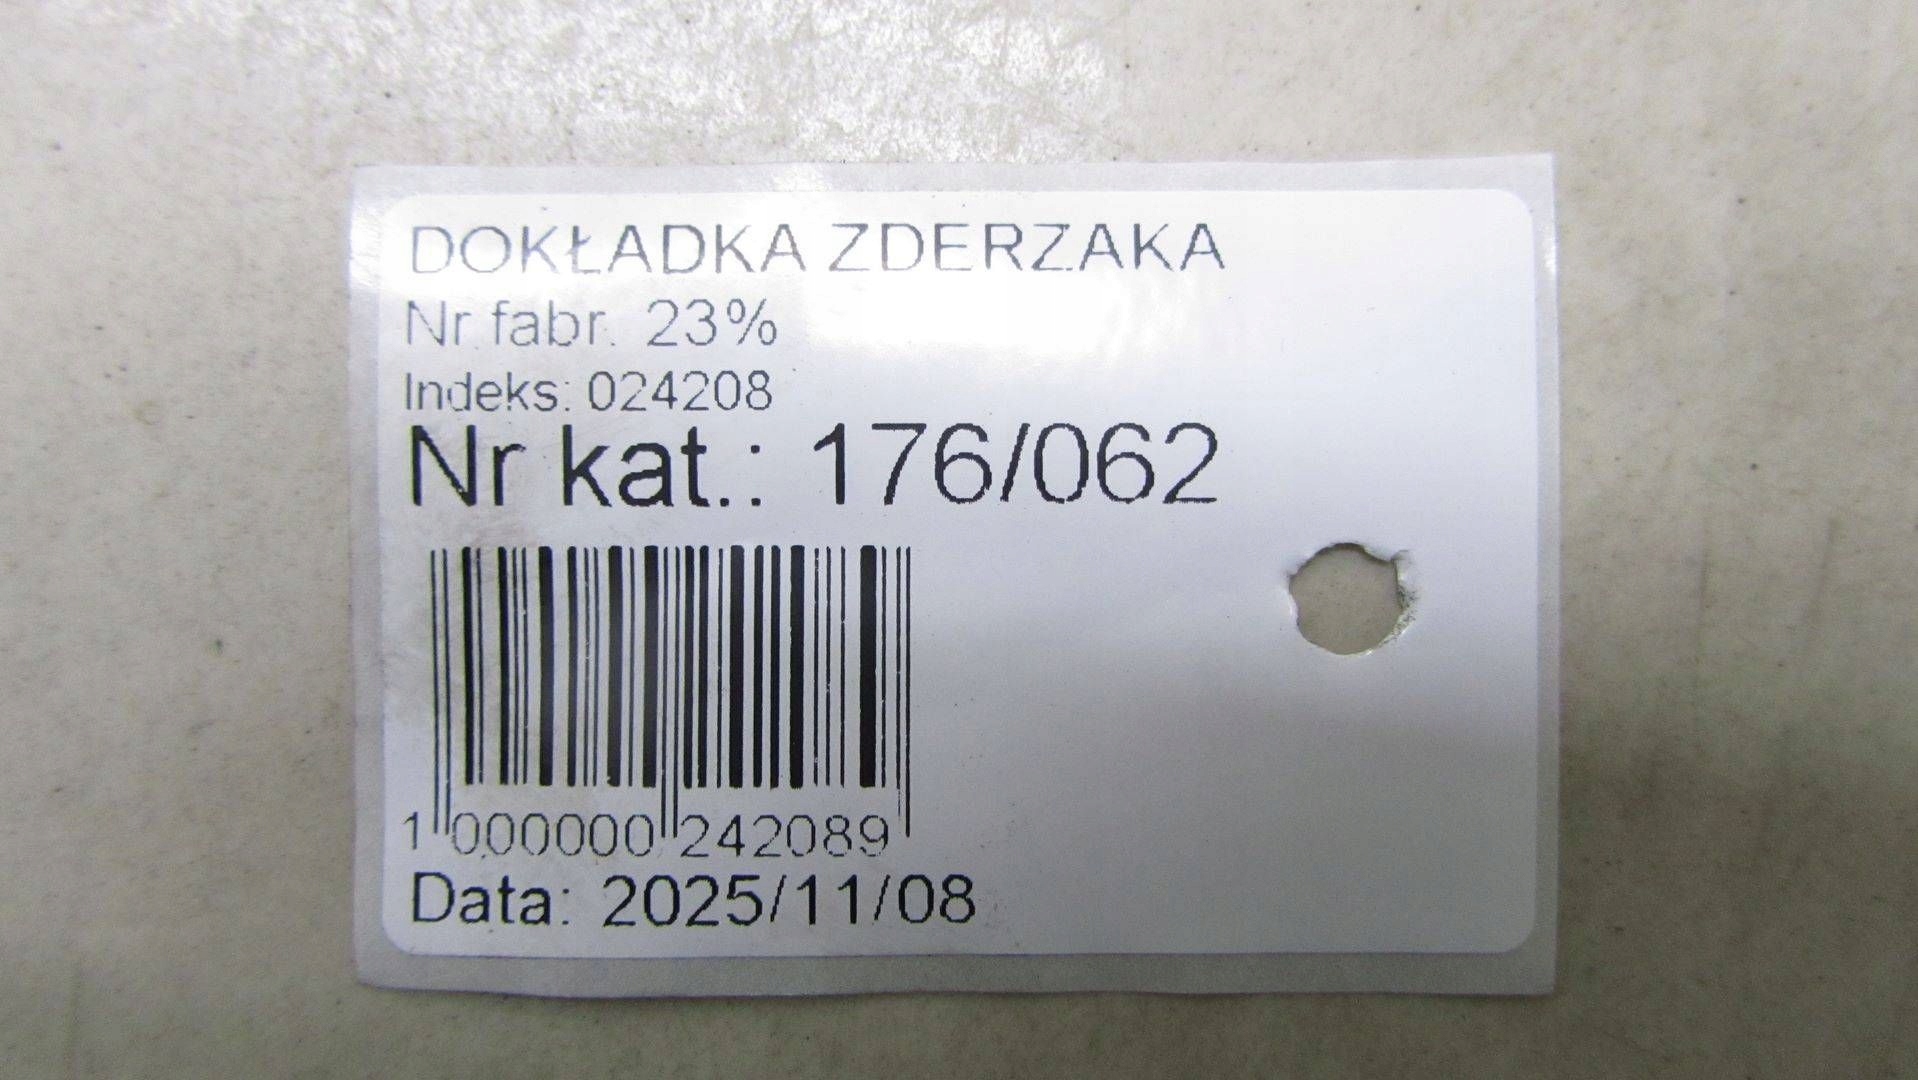 DOKŁADKA ZDERZAKA
Nr fabr. 23%
Indeks: 024208
Nr kat.: 176/062
1 000000 242089
Data: 2025/11/08